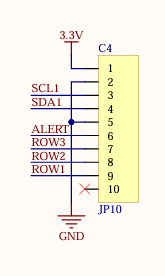 3.3V
C4
1
2
SCL1 3
SDA1 4
5
ALERT 6
ROW3 7
ROW2 8
ROW1 9
10
JP10
GND